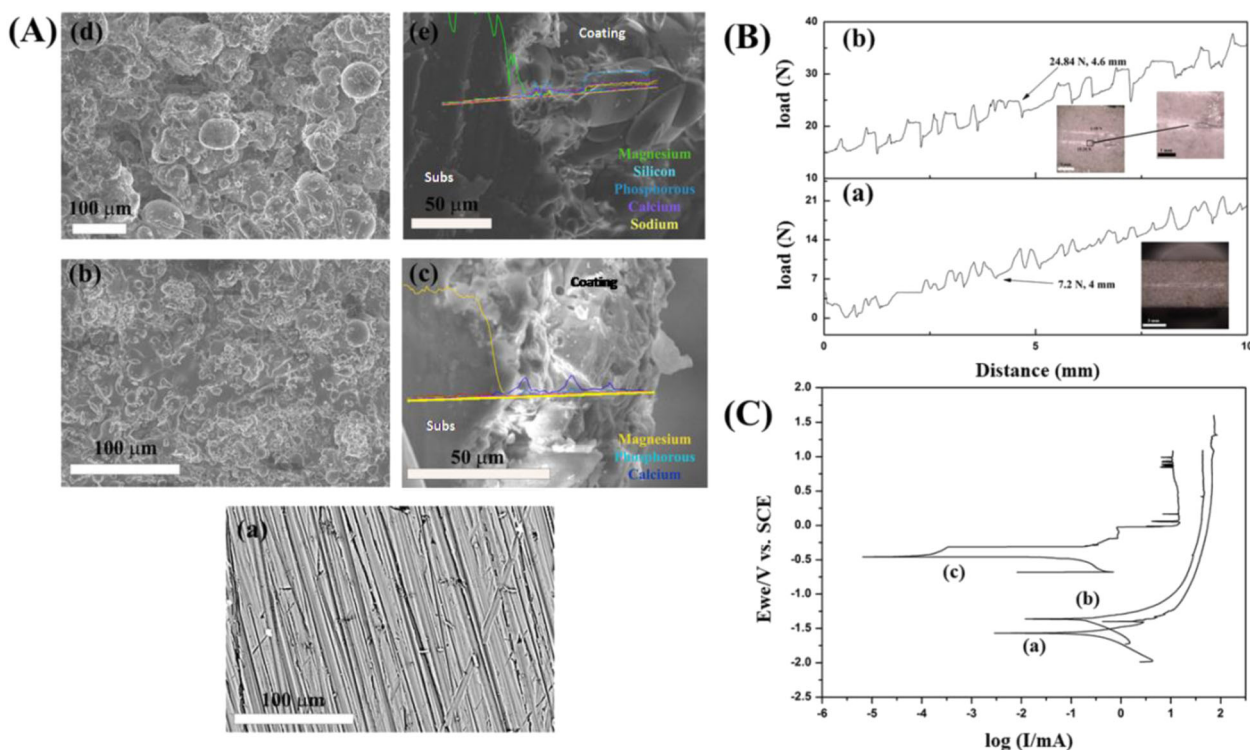 (A)
(d)
100 μm
(e)
Coating
Subs
Magnesium
Silicon
Phosphorous
Calcium
Sodium
50 μm
(b)
100 μm
(c)
Coating
Subs
Magnesium
Phosphorous
Calcium
50 μm
(a)
100 μm
(B)
(b)
load (N)
40
30
20
10
24.84 N, 4.6 mm
(a)
load (N)
21
14
7
0
7.2 N, 4 mm
0 5 10
Distance (mm)
(C)
Ewe/V vs. SCE
2.0
1.5
1.0
0.5
0.0
-0.5
-1.0
-1.5
-2.0
-2.5
(c)
(b)
(a)
-6 -5 -4 -3 -2 -1 0 1 2
log (I/mA)